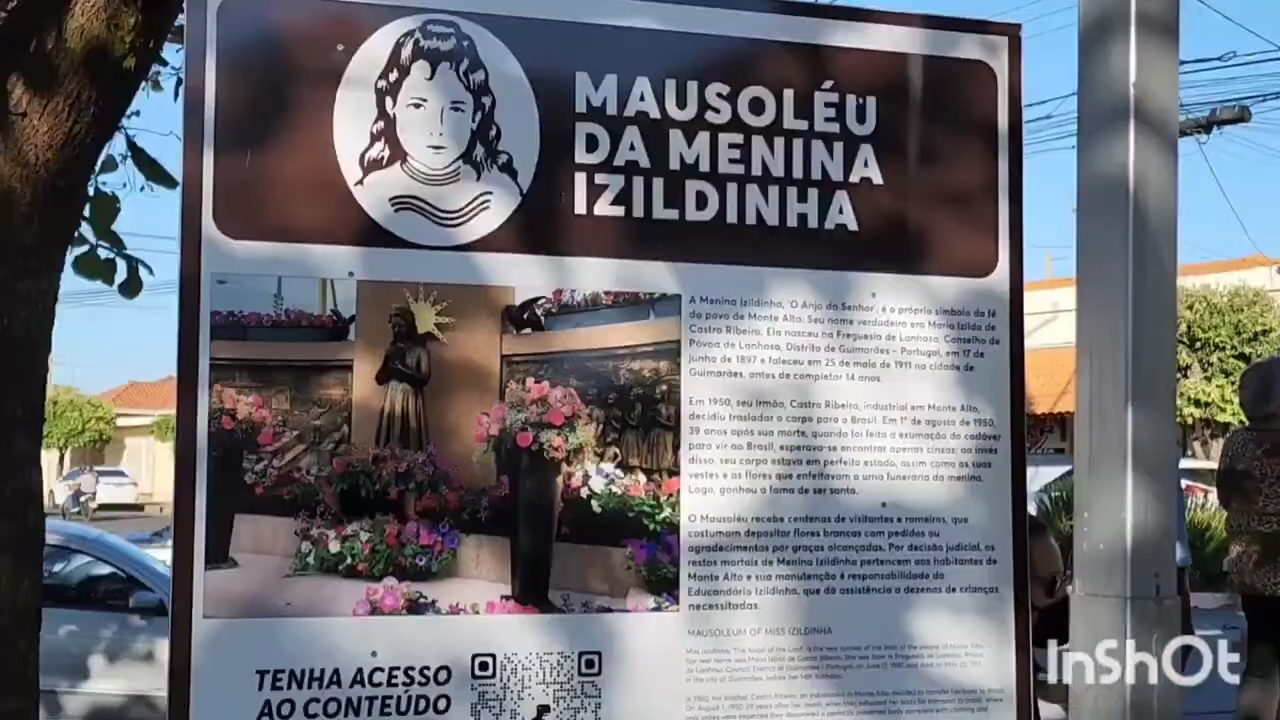 MAUSOLÉU
DA MENINA
IZILDINHA
A Menina Izildinha, 'O Anjo do Senhor', é o próprio símbolo da fé
do povo de Monte Alto. Seu nome verdadeiro era Maria Izilda de
Castro Ribeiro. Ela nasceu na Freguesia de Lanhoso, Conselho de
Póvoa de Lanhoso, Distrito de Guimarães - Portugal, em 17 de
junho de 1897 e faleceu em 25 de maio de 1911 na cidade de
Guimarães, antes de completar 14 anos.
Em 1950, seu irmão, Castro Ribeiro, industrial em Monte Alto,
decidiu trasladar o corpo para o Brasil. Em 1º de agosto de 1950,
39 anos após sua morte, quando foi feita a exumação do cadáver
para vir ao Brasil, esperava-se encontrar apenas cinzas; ao invés
disso, seu corpo estava em perfeito estado, assim como as suas
vestes e as flores que enfeitavam a urna funerária da menina.
Logo, ganhou a fama de ser santa.
O Mausoléu recebe centenas de visitantes e romeiros, que
costumam depositar flores brancas com pedidos ou
agradecimentos por graças alcançadas. Por decisão judicial, os
restos mortais de Menina Izildinha pertencem aos habitantes de
Monte Alto e sua manutenção é responsabilidade do
Educandário Izildinha, que dá assistência a dezenas de crianças
necessitadas.
MAUSOLEUM OF MISS IZILDINHA
TENHA ACESSO
AO CONTEÚDO
InShOt